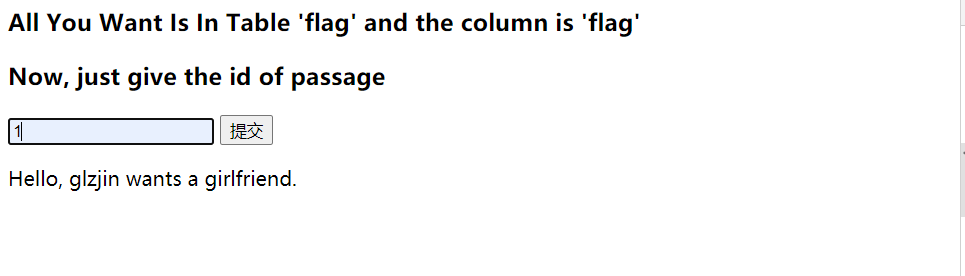 All You Want Is In Table 'flag' and the column is 'flag'
Now, just give the id of passage
1 提交
Hello, glzjin wants a girlfriend.